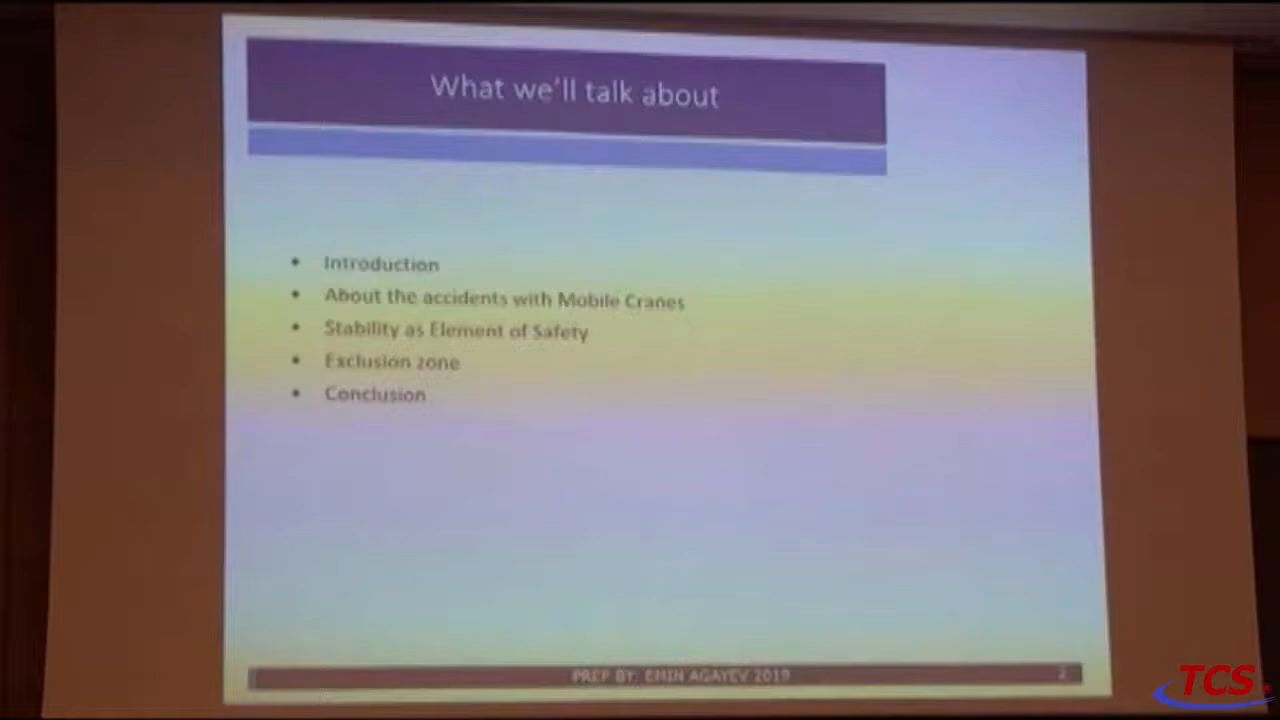 What we'll talk about
• Introduction
• About the accidents with Mobile Cranes
• Stability as Element of Safety
• Exclusion zone
• Conclusion
PREP BY: EMIN AGAYEV 2019
2
TCS